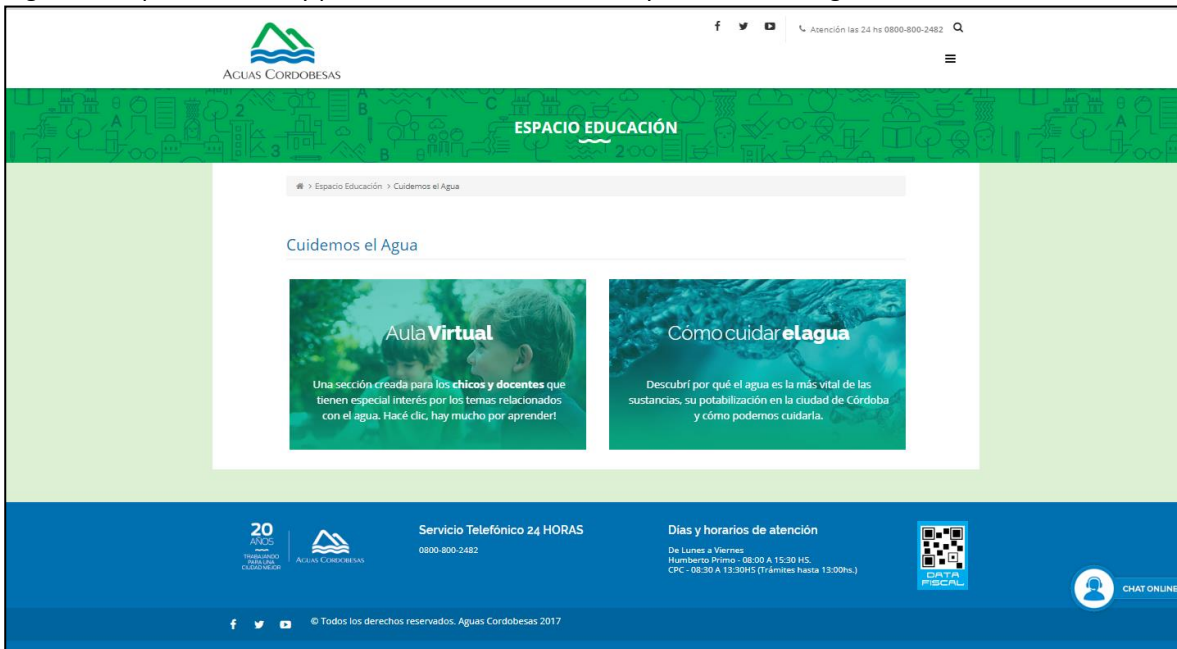 Atención las 24 hs 0800-800-2482
AGUAS CORDOBESAS
ESPACIO EDUCACIÓN
> Espacio Educación > Cuidemos el Agua
Cuidemos el Agua
Aula Virtual
Una sección creada para los chicos y docentes que
tienen especial interés por los temas relacionados
con el agua. Hacé clic, hay mucho por aprender!
Cómo cuidar el agua
Descubrí por qué el agua es la más vital de las
sustancias, su potabilización en la ciudad de Córdoba
y cómo podemos cuidarla.
20
AÑOS
TRABAJANDO
PARA UNA
CIUDAD MEJOR
AGUAS CORDOBESAS
Servicio Telefónico 24 HORAS
0800-800-2482
Días y horarios de atención
De Lunes a Viernes
Humberto Primo - 08:00 A 15:30 HS.
CPC - 08:30 A 13:30HS (Trámites hasta 13:00hs.)
DATA
FISCAL
CHAT ONLINE
© Todos los derechos reservados. Aguas Cordobesas 2017